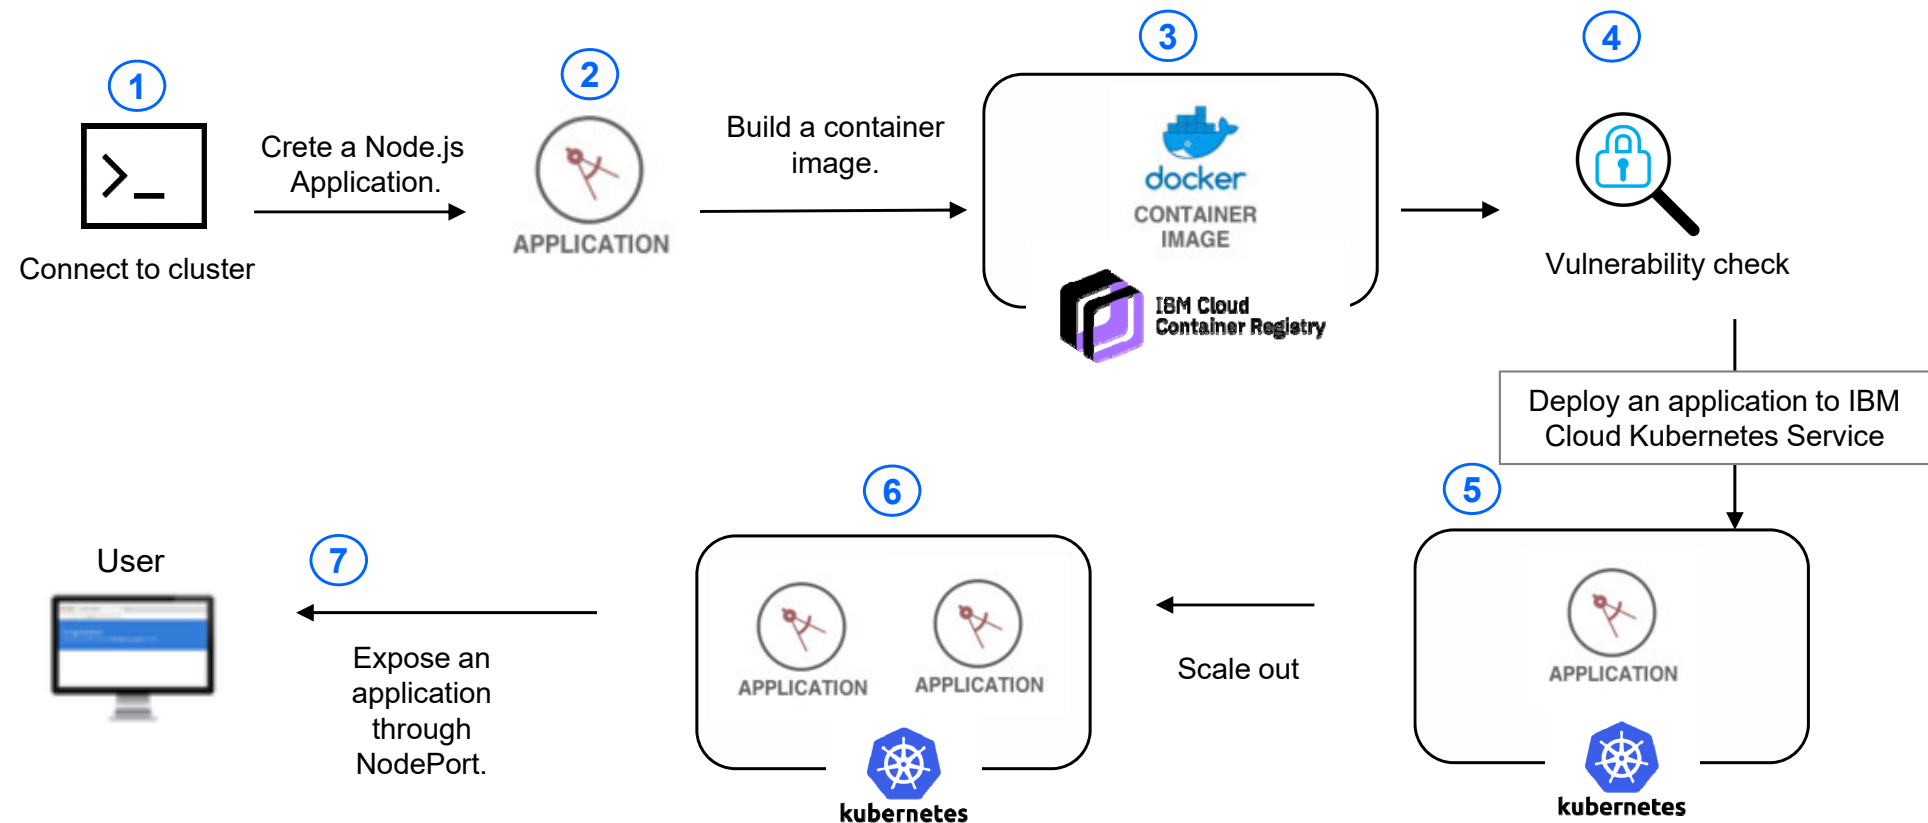 1
Connect to cluster
Crete a Node.js
Application.
2
APPLICATION
Build a container
image.
3
docker
CONTAINER
IMAGE
IBM Cloud
Container Registry
4
Vulnerability check
Deploy an application to IBM
Cloud Kubernetes Service
5
APPLICATION
kubernetes
Scale out
6
APPLICATION
APPLICATION
kubernetes
7
Expose an
application
through
NodePort.
User